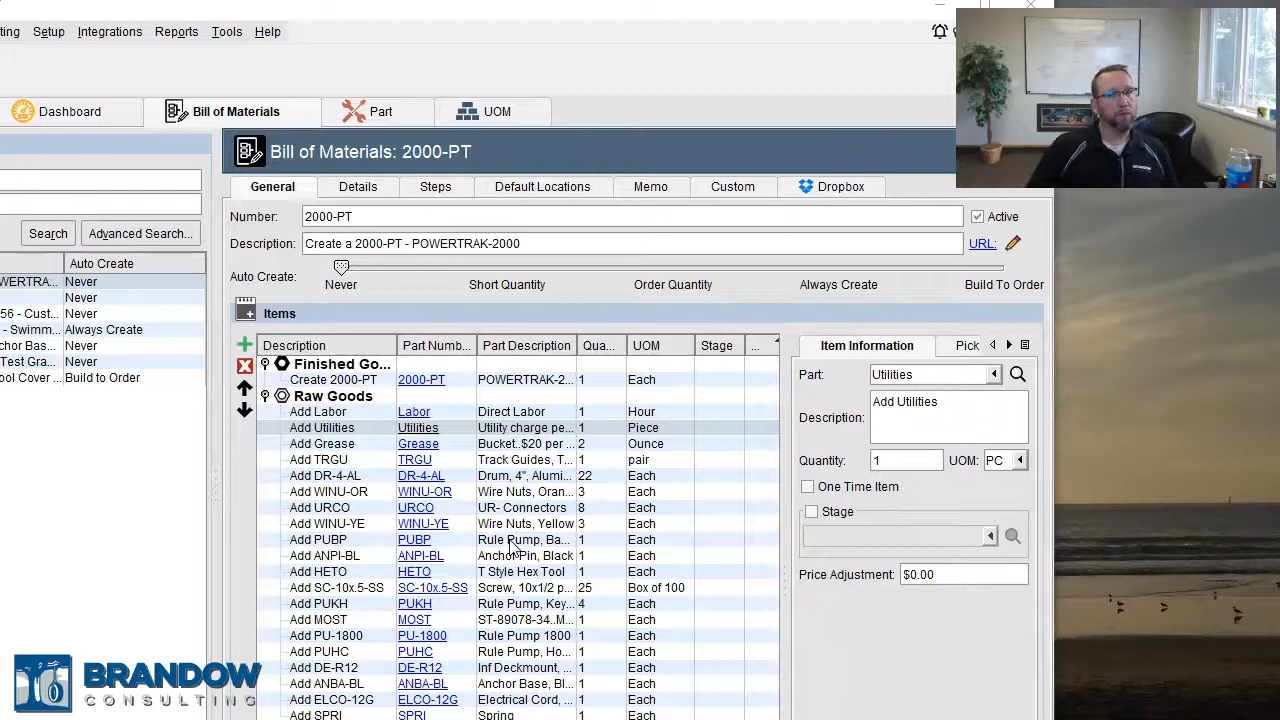 ting Setup Integrations Reports Tools Help
Dashboard Bill of Materials Part UOM
Bill of Materials: 2000-PT
General Details Steps Default Locations Memo Custom Dropbox
Number: 2000-PT Active
Description: Create a 2000-PT - POWERTRAK-2000 URL:
Search Advanced Search...
Auto Create:
Never Short Quantity Order Quantity Always Create Build To Order
Auto Create
WERTRA... Never
Never
56 - Cust... Never
- Swimm... Always Create
chor Bas... Never
Test Gra... Never
ool Cover ... Build to Order
Items
Description Part Numb... Part Description Qua... UOM Stage ...
Finished Go...
Create 2000-PT 2000-PT POWERTRAK-2... 1 Each
Raw Goods
Add Labor Labor Direct Labor 1 Hour
Add Utilities Utilities Utility charge pe... 1 Piece
Add Grease Grease Bucket..$20 per ... 2 Ounce
Add TRGU TRGU Track Guides, T... 1 pair
Add DR-4-AL DR-4-AL Drum, 4", Alumi... 22 Each
Add WINU-OR WINU-OR Wire Nuts, Oran... 3 Each
Add URCO URCO UR- Connectors 8 Each
Add WINU-YE WINU-YE Wire Nuts, Yellow 3 Each
Add PUBP PUBP Rule Pump, Ba... 1 Each
Add ANPI-BL ANPI-BL Anchor Pin, Black 1 Each
Add HETO HETO T Style Hex Tool 1 Each
Add SC-10x.5-SS SC-10x.5-SS Screw, 10x1/2 p... 25 Box of 100
Add PUKH PUKH Rule Pump, Key... 4 Each
Add MOST MOST ST-89078-34..M... 1 Each
Add PU-1800 PU-1800 Rule Pump 1800 1 Each
Add PUHC PUHC Rule Pump, ... 1 Each
Add DE-R12 DE-R12 Inf Deckmount, ... 1 Each
Add ANBA-BL ANBA-BL Anchor Base, Bl... 1 Each
Add ELCO-12G ELCO-12G Electrical Cord, ... 1 Each
Add SPRI SPRI Spring 1 Each
Item Information Pick
Part: Utilities
Description: Add Utilities
Quantity: 1 UOM: PC
One Time Item
Stage
Price Adjustment: $0.00
BRANDOW
CONSULTING